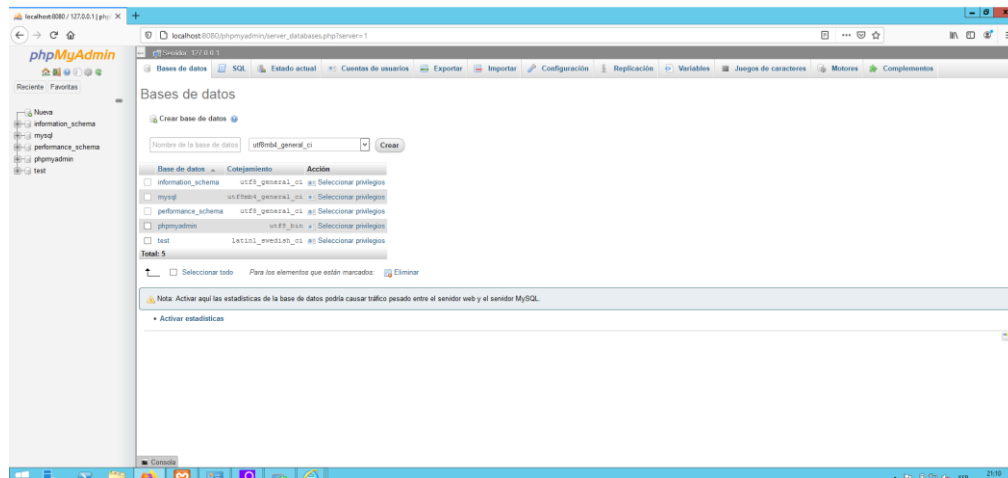 localhost:8080 / 127.0.0.1 | php
localhost:8080/phpmyadmin/server_databases.php?server=1
phpMyAdmin
Reciente Favoritas
Nueva
information_schema
mysql
performance_schema
phpmyadmin
test
Servidor: 127.0.0.1
Bases de datos SQL Estado actual Cuentas de usuarios Exportar Importar Configuración Replicación Variables Juegos de caracteres Motores Complementos
Bases de datos
Crear base de datos
Nombre de la base de datos utf8mb4_general_ci Crear
Base de datos Cotejamiento Acción
information_schema utf8_general_ci Seleccionar privilegios
mysql utf8mb4_general_ci Seleccionar privilegios
performance_schema utf8_general_ci Seleccionar privilegios
phpmyadmin utf8_bin Seleccionar privilegios
test latin1_swedish_ci Seleccionar privilegios
Total: 5
Seleccionar todo Para los elementos que están marcados: Eliminar
Nota: Activar aquí las estadísticas de la base de datos podría causar tráfico pesado entre el servidor web y el servidor MySQL.
Activar estadísticas
Consola
21:10